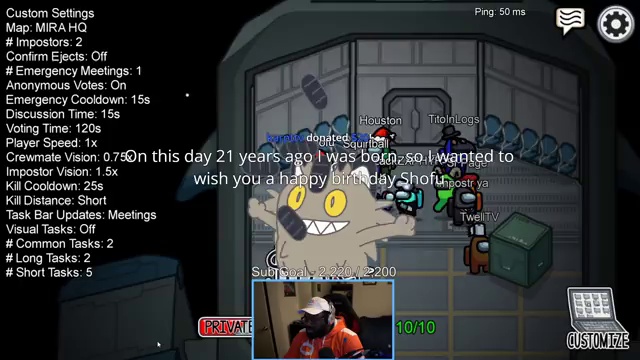 Custom Settings
Map: MIRA HQ
# Impostors: 2
Confirm Ejects: Off
# Emergency Meetings: 1
Anonymous Votes: On
Emergency Cooldown: 15s
Discussion Time: 15s
Voting Time: 120s
Player Speed: 1x
Crewmate Vision: 0.75x
Impostor Vision: 1.5x
Kill Cooldown: 25s
Kill Distance: Short
Task Bar Updates: Meetings
Visual Tasks: Off
# Common Tasks: 2
# Long Tasks: 2
# Short Tasks: 5
Ping: 50 ms
Houston
TitoInLogs
donated
Squirtball
On this day 21 years ago I was born, so I wanted to
wish you a happy birthday Shofu
TwellTV
Sub Goal - 2,220 / 2,200
PRIVATE
10/10
CUSTOMIZE